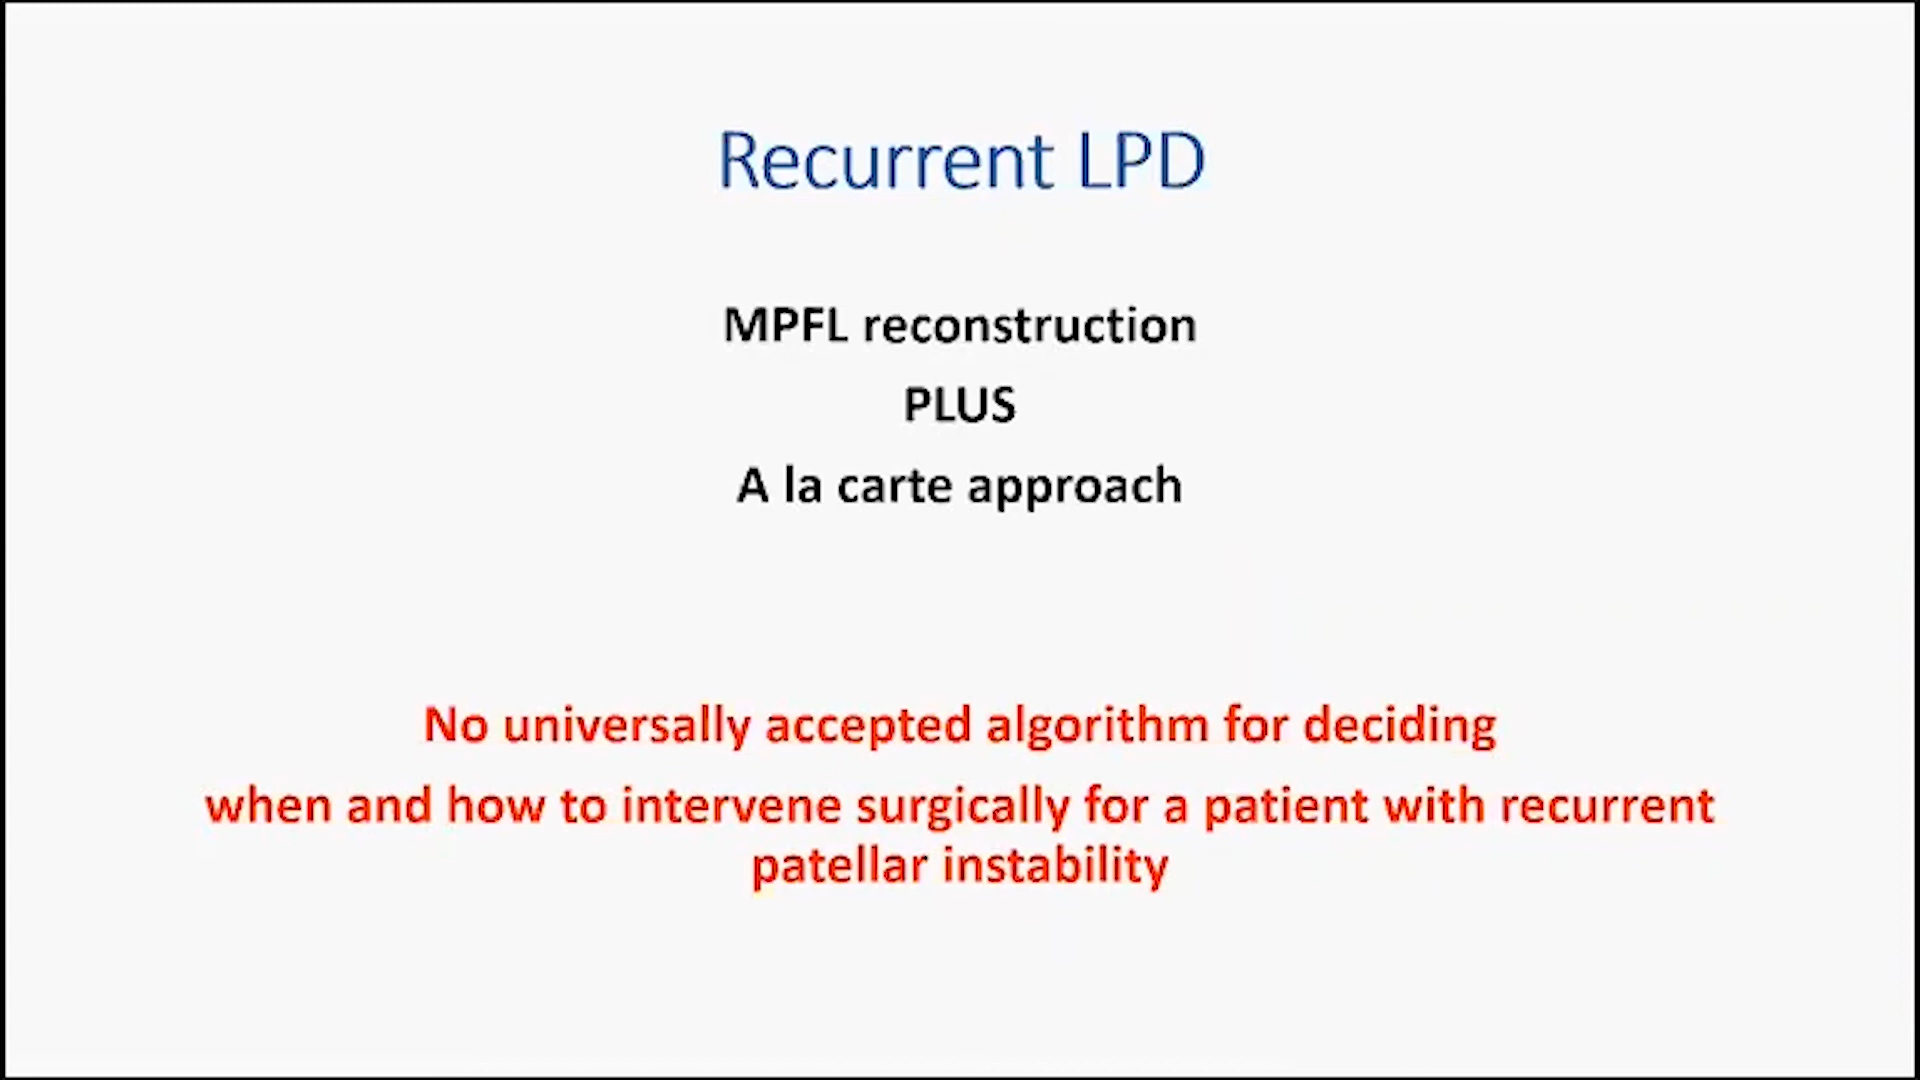 Recurrent LPD
MPFL reconstruction
PLUS
A la carte approach
No universally accepted algorithm for deciding
when and how to intervene surgically for a patient with recurrent
patellar instability